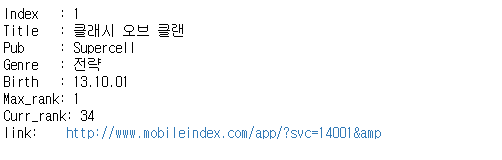 Index : 1
Title : 클래시 오브 클랜
Pub : Supercell
Genre : 전략
Birth : 13.10.01
Max_rank: 1
Curr_rank: 34
link: http://www.mobileindex.com/app/?svc=14001&amp